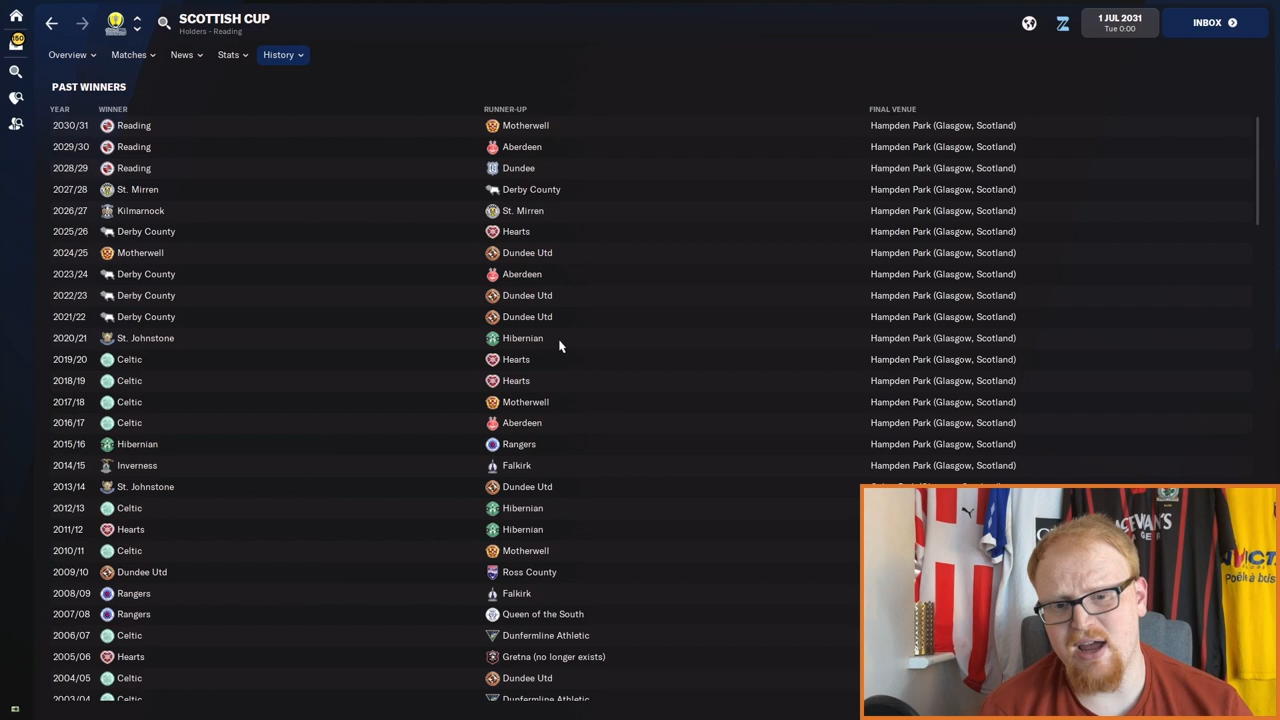 SCOTTISH CUP
Holders - Reading
1 JUL 2031
Tue 0:00
INBOX
Z
Overview
Matches
News
Stats
History
PAST WINNERS
YEAR WINNER RUNNER-UP FINAL VENUE
2030/31 Reading Motherwell Hampden Park (Glasgow, Scotland)
2029/30 Reading Aberdeen Hampden Park (Glasgow, Scotland)
2028/29 Reading Dundee Hampden Park (Glasgow, Scotland)
2027/28 St. Mirren Derby County Hampden Park (Glasgow, Scotland)
2026/27 Kilmarnock St. Mirren Hampden Park (Glasgow, Scotland)
2025/26 Derby County Hearts Hampden Park (Glasgow, Scotland)
2024/25 Motherwell Dundee Utd Hampden Park (Glasgow, Scotland)
2023/24 Derby County Aberdeen Hampden Park (Glasgow, Scotland)
2022/23 Derby County Dundee Utd Hampden Park (Glasgow, Scotland)
2021/22 Derby County Dundee Utd Hampden Park (Glasgow, Scotland)
2020/21 St. Johnstone Hibernian Hampden Park (Glasgow, Scotland)
2019/20 Celtic Hearts Hampden Park (Glasgow, Scotland)
2018/19 Celtic Hearts Hampden Park (Glasgow, Scotland)
2017/18 Celtic Motherwell Hampden Park (Glasgow, Scotland)
2016/17 Celtic Aberdeen Hampden Park (Glasgow, Scotland)
2015/16 Hibernian Rangers Hampden Park (Glasgow, Scotland)
2014/15 Inverness Falkirk Hampden Park (Glasgow, Scotland)
2013/14 St. Johnstone Dundee Utd
2012/13 Celtic Hibernian
2011/12 Hearts Hibernian
2010/11 Celtic Motherwell
2009/10 Dundee Utd Ross County
2008/09 Rangers Falkirk
2007/08 Rangers Queen of the South
2006/07 Celtic Dunfermline Athletic
2005/06 Hearts Gretna (no longer exists)
2004/05 Celtic Dundee Utd
2003/04 Celtic Dunfermline Athletic